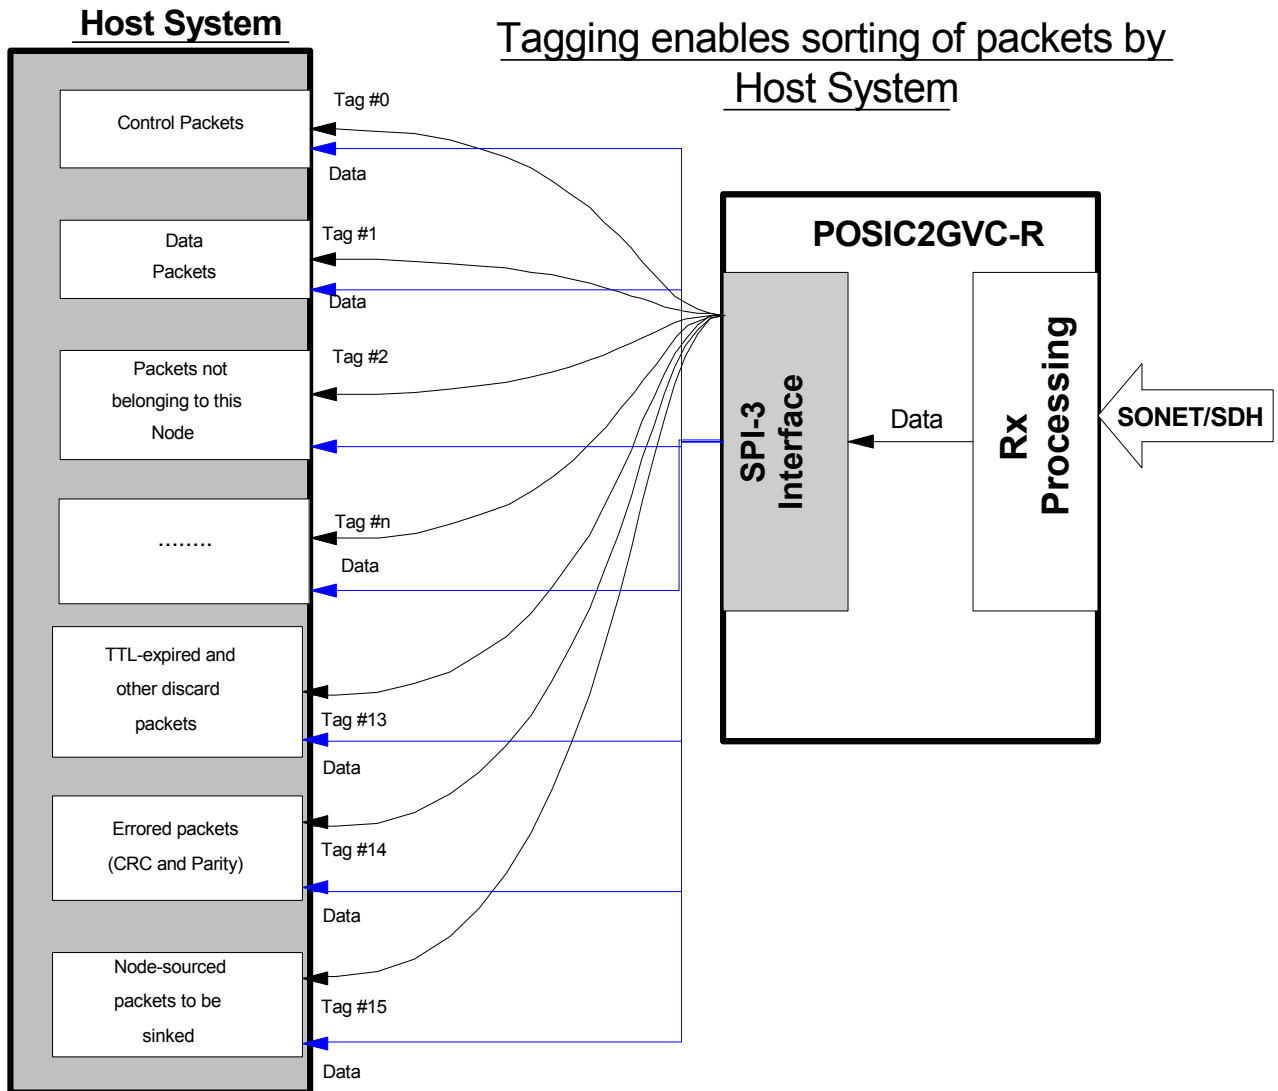 Host System
Tagging enables sorting of packets by
Host System
Tag #0
Control Packets
Data
Tag #1
Data
Packets
Data
Tag #2
Packets not
belonging to this
Node
Tag #n
........
Data
TTL-expired and
other discard
packets
Tag #13
Data
Errored packets
(CRC and Parity)
Tag #14
Data
Node-sourced
packets to be
sinked
Tag #15
Data
POSIC2GVC-R
SPI-3
Interface
Data
Rx
Processing
SONET/SDH